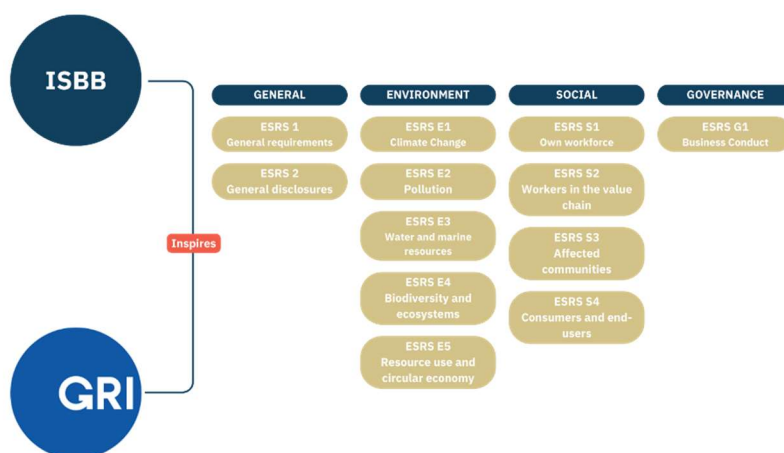 ISBB
GENERAL
ENVIRONMENT
SOCIAL
GOVERNANCE
ESRS 1
General requirements
ESRS 2
General disclosures
ESRS E1
Climate Change
ESRS E2
Pollution
ESRS E3
Water and marine
resources
ESRS E4
Biodiversity and
ecosystems
ESRS E5
Resource use and
circular economy
ESRS S1
Own workforce
ESRS S2
Workers in the value
chain
ESRS S3
Affected
communities
ESRS S4
Consumers and end-
users
ESRS G1
Business Conduct
Inspires
GRI